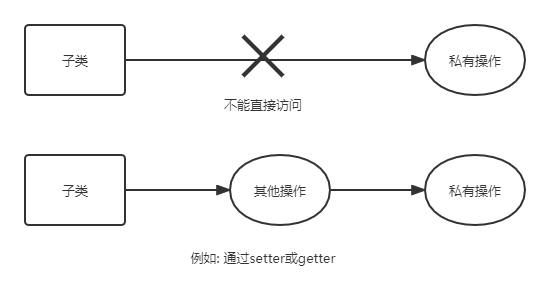 子类
私有操作
不能直接访问
子类
其他操作
私有操作
例如: 通过setter或getter